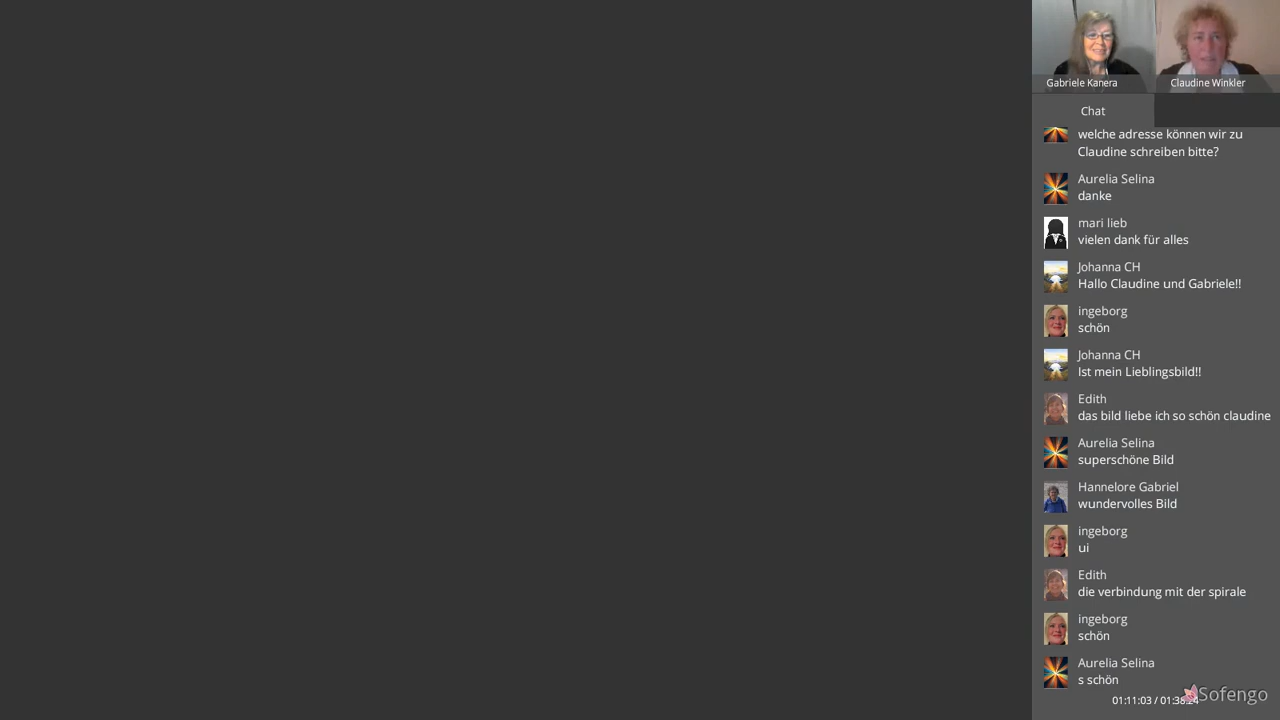 Gabriele Kanera
Claudine Winkler
Chat
welche adresse können wir zu
Claudine schreiben bitte?
Aurelia Selina
danke
mari lieb
vielen dank für alles
Johanna CH
Hallo Claudine und Gabriele!!
ingeborg
schön
Johanna CH
Ist mein Lieblingsbild!!
Edith
das bild liebe ich so schön claudine
Aurelia Selina
superschöne Bild
Hannelore Gabriel
wundervolles Bild
ingeborg
ui
Edith
die verbindung mit der spirale
ingeborg
schön
Aurelia Selina
s schön
Sofengo
01:11:03 /